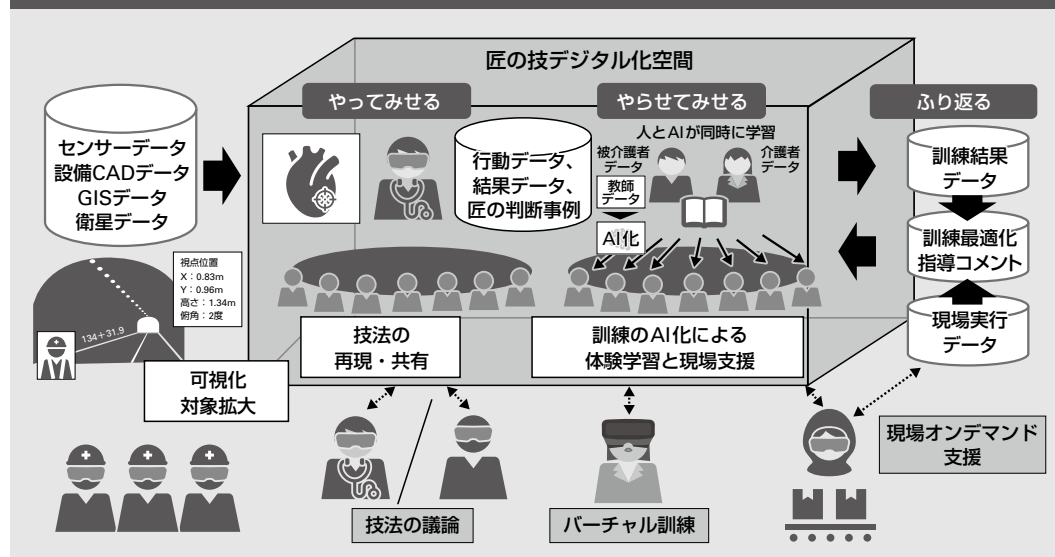 匠の技デジタル化空間
やってみせる
やらせてみせる
ふり返る
センサーデータ
設備CADデータ
GISデータ
衛星データ
行動データ、
結果データ、
匠の判断事例
人とAIが同時に学習
被介護者
データ
介護者
データ
教師
データ
AI化
訓練結果
データ
訓練最適化
指導コメント
現場実行
データ
視点位置
X:0.83m
Y:0.96m
高さ:1.34m
俯角:2度
134+31.9
可視化
対象拡大
技法の
再現・共有
訓練のAI化による
体験学習と現場支援
技法の議論
バーチャル訓練
現場オンデマンド
支援